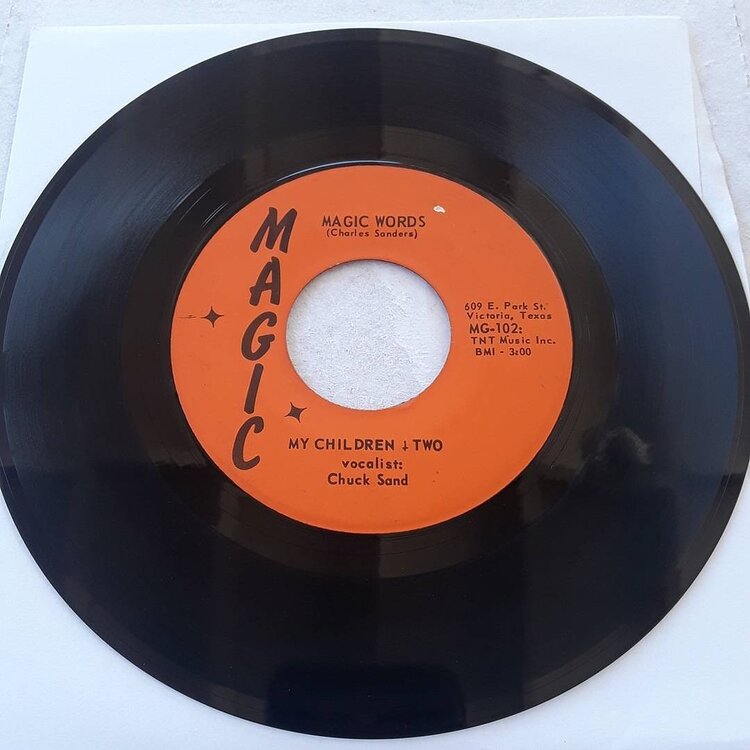 MAGIC
MAGIC WORDS
(Charles Sanders)
609 E. Park St.
Victoria, Texas
MG-102:
TNT Music Inc.
BMI - 3:00
MY CHILDREN + TWO
vocalist:
Chuck Sand